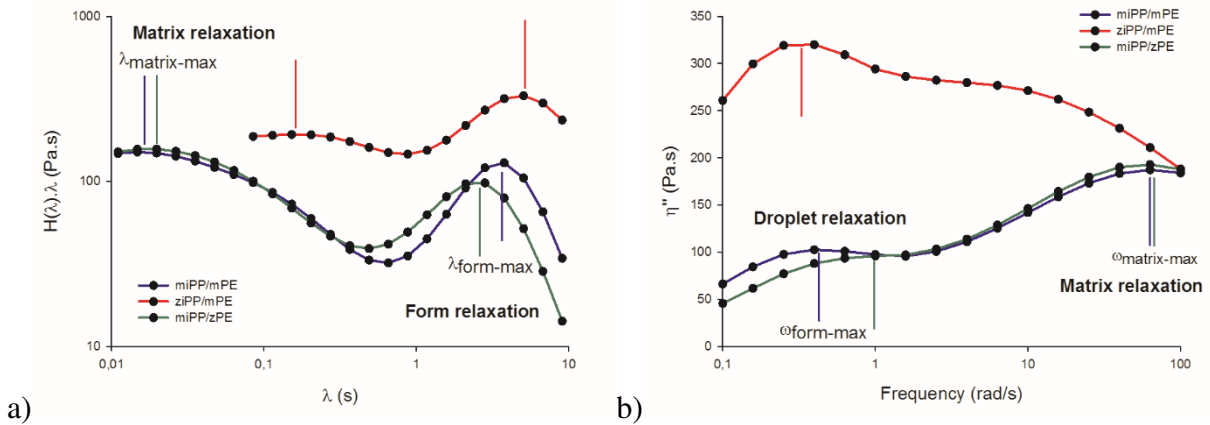 1000
Matrix relaxation
λmatrix-max
H(λ).λ (Pa.s)
100
λform-max
miPP/mPE
ziPP/mPE
miPP/zPE
Form relaxation
10
0,01
0,1
1
10
λ (s)
a)
350
miPP/mPE
ziPP/mPE
miPP/zPE
300
250
η" (Pa.s)
200
150
Droplet relaxation
100
ωmatrix-max
Matrix relaxation
50
ωform-max
0
0,1
1
10
100
Frequency (rad/s)
b)